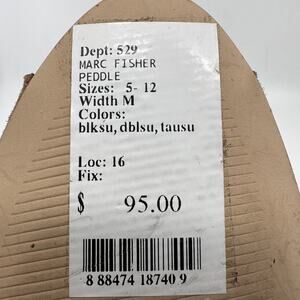 Dept: 529
MARC FISHER
PEDDLE
Sizes: 5- 12
Width M
Colors:
blksu, dblsu, tausu
Loc: 16
Fix:
$ 95.00
8 88474 18740 9